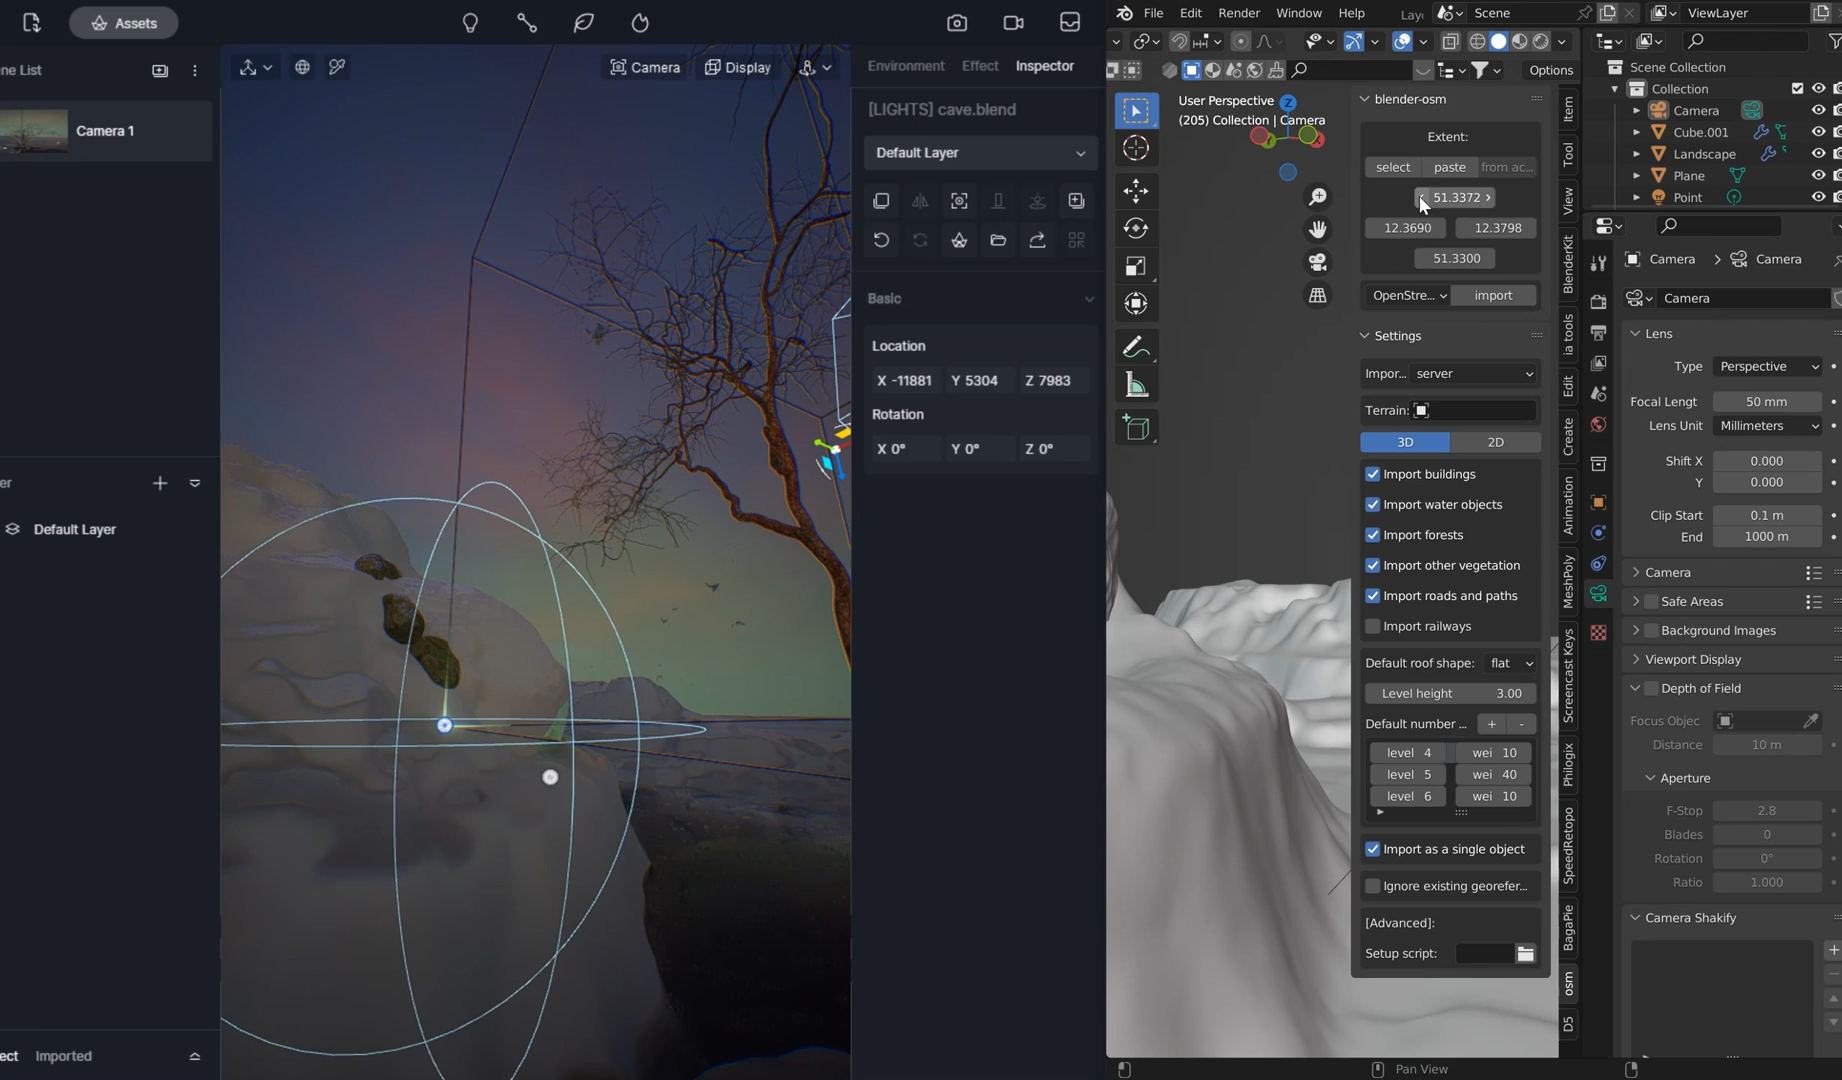 Assets
ne List
Camera 1
er
Default Layer
ect
Imported
Camera
Display
Environment
Effect
Inspector
[LIGHTS] cave.blend
Default Layer
Basic
Location
X -11881
Y 5304
Z 7983
Rotation
X 0°
Y 0°
Z 0°
File
Edit
Render
Window
Help
Lay
Scene
ViewLayer
Options
User Perspective
(205) Collection | Camera
Z
Y
X
blender-osm
Extent:
select
paste
from ac...
51.3372
12.3690
12.3798
51.3300
OpenStre...
import
Settings
Impor...
server
Terrain:
3D
2D
Import buildings
Import water objects
Import forests
Import other vegetation
Import roads and paths
Import railways
Default roof shape:
flat
Level height 3.00
Default number ...
+
-
level 4
wei 10
level 5
wei 40
level 6
wei 10
Import as a single object
Ignore existing georefer...
[Advanced]:
Setup script:
Item
Tool
View
BlenderKit
ia tools
Edit
Create
Animation
MeshPoly
Screencast Keys
Philogix
SpeedRetopo
BagaPie
osm
D5
Scene Collection
Collection
Camera
Cube.001
Landscape
Plane
Point
Camera
Camera
Camera
Lens
Type
Perspective
Focal Lengt
50 mm
Lens Unit
Millimeters
Shift X
0.000
Y
0.000
Clip Start
0.1 m
End
1000 m
Camera
Safe Areas
Background Images
Viewport Display
Depth of Field
Focus Objec
Distance
10 m
Aperture
F-Stop
2.8
Blades
0
Rotation
0°
Ratio
1.000
Camera Shakify
Pan View